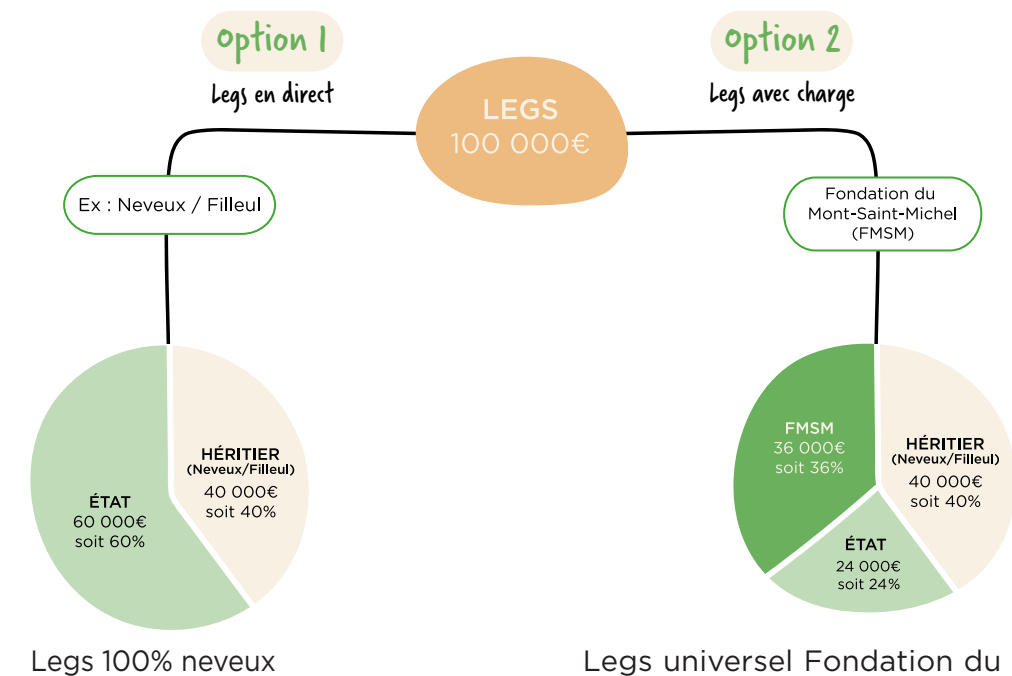 Option 1
Legs en direct
Option 2
Legs avec charge
LEGS
100 000€
Ex : Neveux / Filleul
Fondation du
Mont-Saint-Michel
(FMSM)
ÉTAT
60 000€
soit 60%
HÉRITIER
(Neveux/Filleul)
40 000€
soit 40%
FMSM
36 000€
soit 36%
HÉRITIER
(Neveux/Filleul)
40 000€
soit 40%
ÉTAT
24 000€
soit 24%
Legs 100% neveux
Legs universel Fondation du